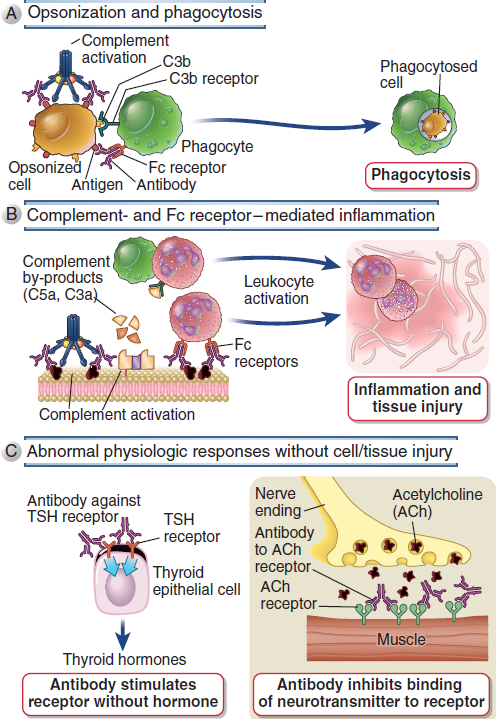 A Opsonization and phagocytosis
Complement
activation
C3b
C3b receptor
Phagocyte
Opsonized
cell
Antigen
Fc receptor
Antibody
Phagocytosed
cell
Phagocytosis
B Complement- and Fc receptor–mediated inflammation
Complement
by-products
(C5a, C3a)
Leukocyte
activation
Fc
receptors
Complement activation
Inflammation and
tissue injury
C Abnormal physiologic responses without cell/tissue injury
Antibody against
TSH receptor
TSH
receptor
Thyroid
epithelial cell
Thyroid hormones
Antibody stimulates
receptor without hormone
Nerve
ending
Acetylcholine
(ACh)
Antibody
to ACh
receptor
ACh
receptor
Muscle
Antibody inhibits binding
of neurotransmitter to receptor